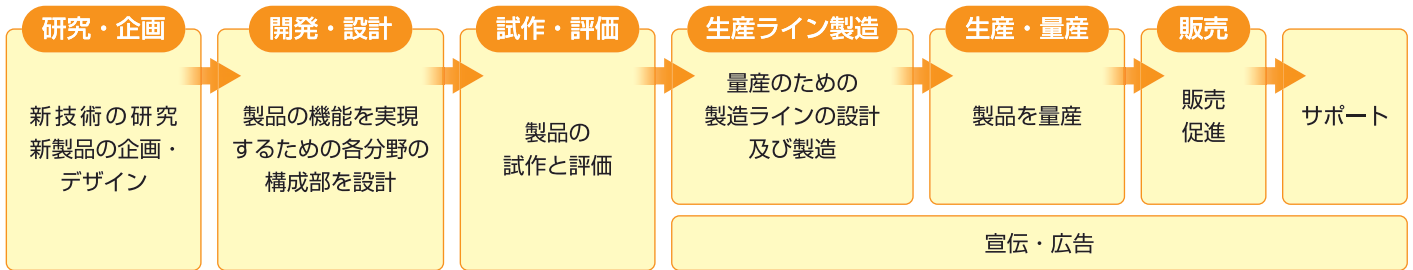 研究・企画
新技術の研究
新製品の企画・
デザイン
開発・設計
製品の機能を実現
するための各分野の
構成部を設計
試作・評価
製品の
試作と評価
生産ライン製造
量産のための
製造ラインの設計
及び製造
生産・量産
製品を量産
販売
販売
促進
サポート
宣伝・広告